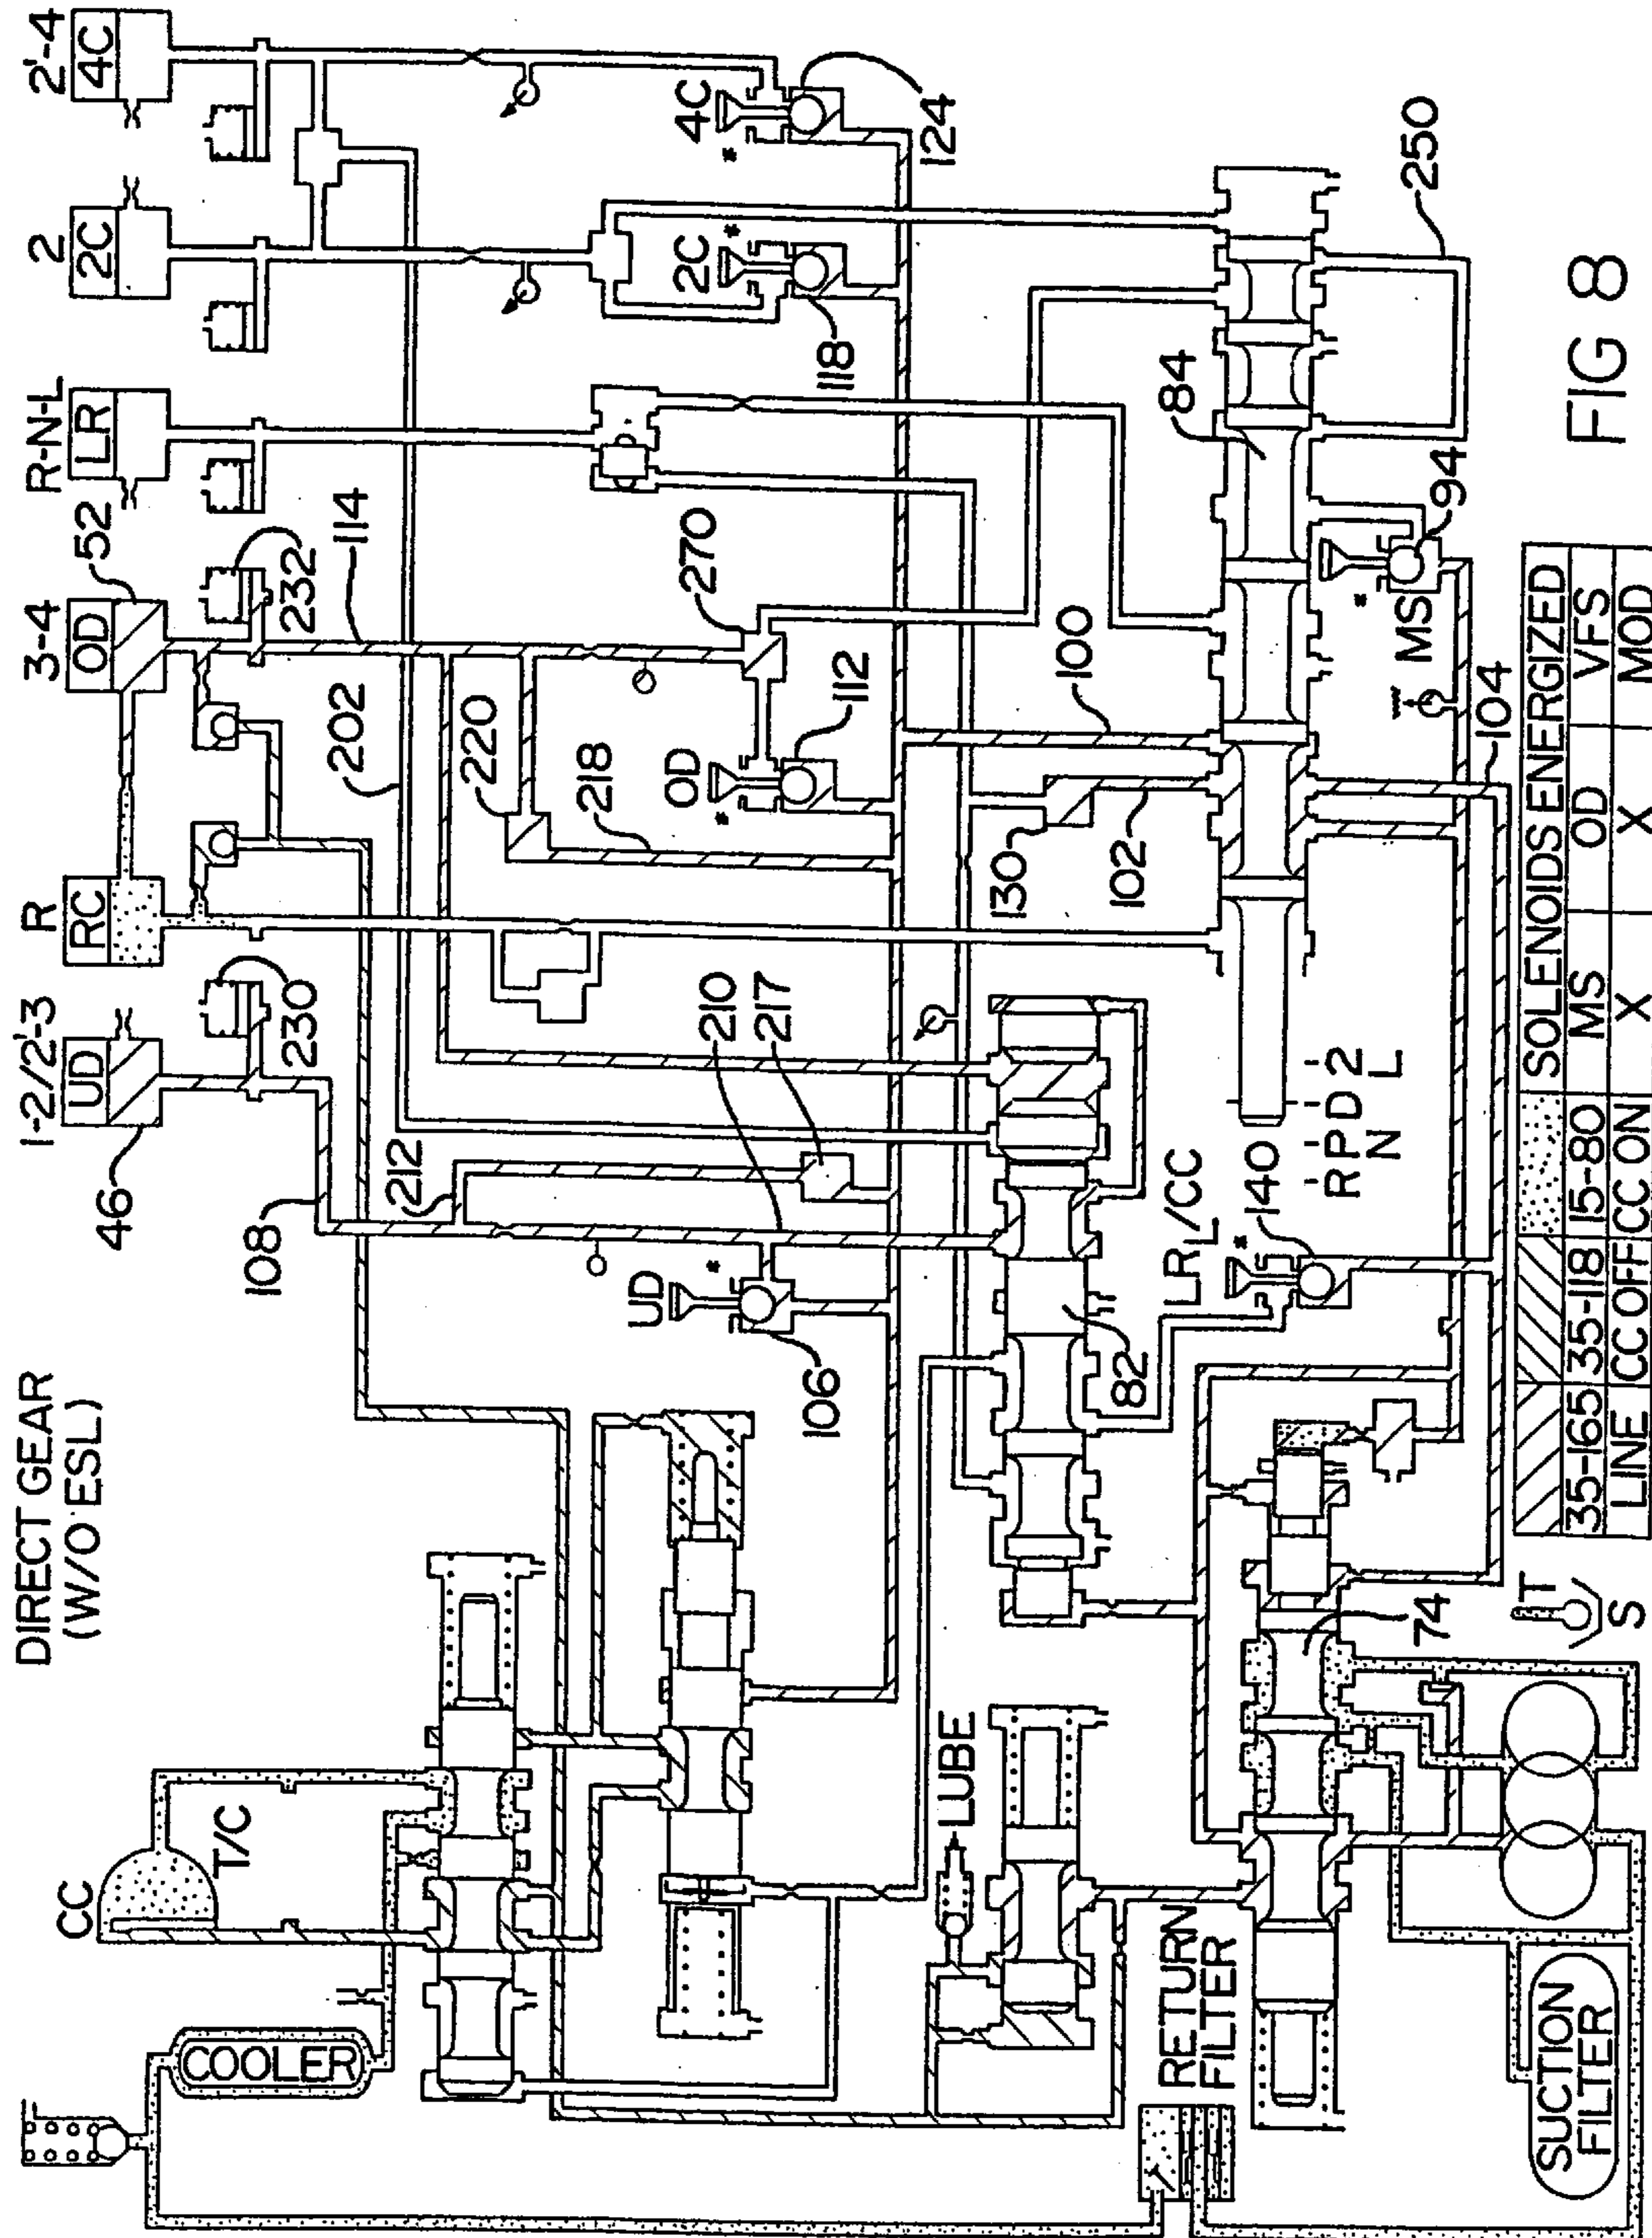 DIRECT GEAR
(W/O ESL)
1-2/2'-3
R
3-4
R-N-L
2
2'-4
UD
RC
OD
LR
2C
4C
46
52
230
232
108
114
202
212
210
217
218
220
270
112
OD
UD
*
*
106
2C
*
118
4C
*
124
CC
T/C
COOLER
LUBE
RETURN
FILTER
SUCTION
FILTER
82
LR/CC
L
*
140
R P D 2
N L
130
102
100
84
250
MS
*
94
104
74
T
S
SOLENOIDS ENERGIZED
35-165 35-118 15-80 MS OD VFS
LINE CC OFF CC ON X X MOD
FIG 8